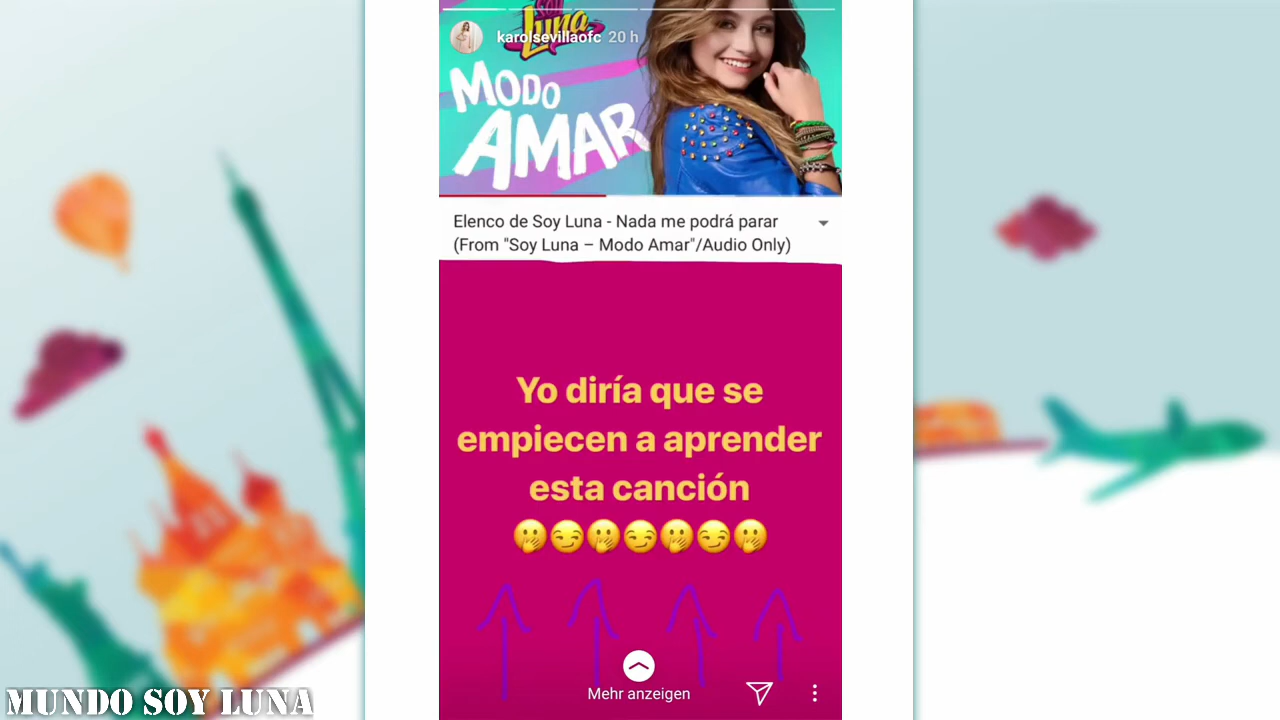 Soy
Luna
karolsevillaofc 20 h
MODO
AMAR
Elenco de Soy Luna - Nada me podrá parar
(From "Soy Luna – Modo Amar"/Audio Only)
Yo diría que se
empiecen a aprender
esta canción
Mehr anzeigen
MUNDO SOY LUNA